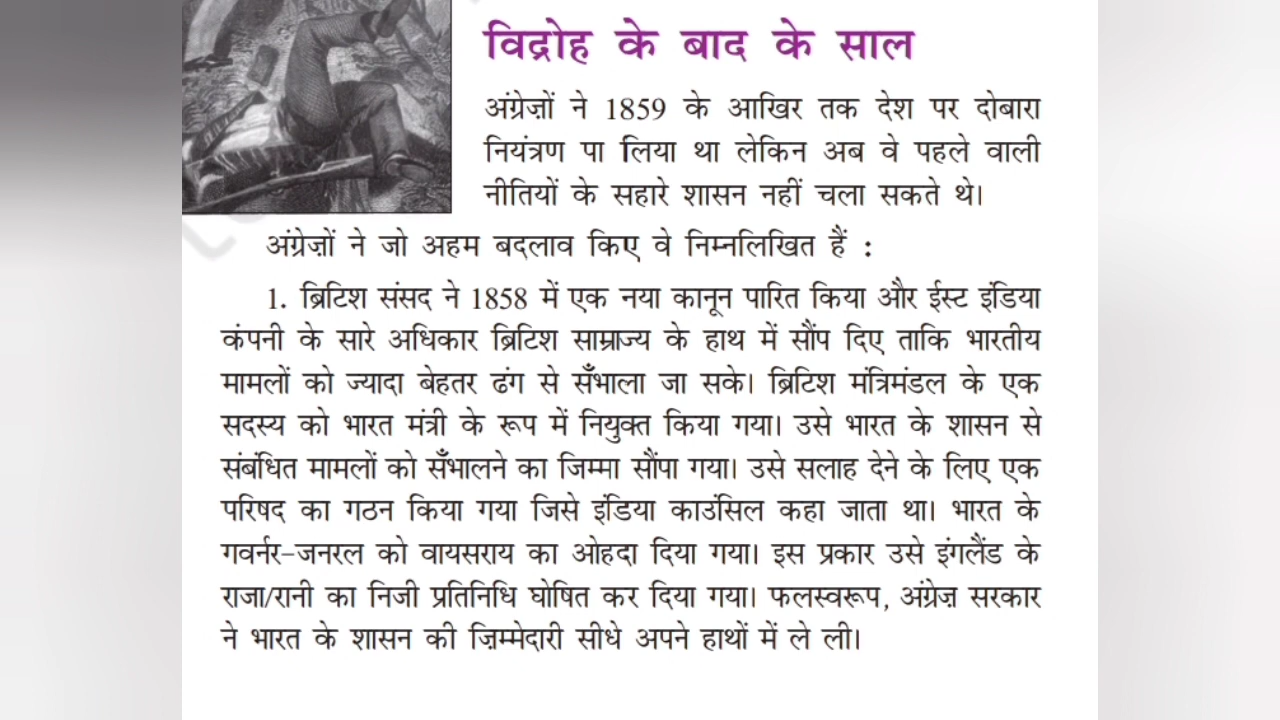 विद्रोह के बाद के साल
अंग्रेज़ों ने 1859 के आखिर तक देश पर दोबारा
नियंत्रण पा लिया था लेकिन अब वे पहले वाली
नीतियों के सहारे शासन नहीं चला सकते थे।
अंग्रेज़ों ने जो अहम बदलाव किए वे निम्नलिखित हैं :
1. ब्रिटिश संसद ने 1858 में एक नया कानून पारित किया और ईस्ट इंडिया
कंपनी के सारे अधिकार ब्रिटिश साम्राज्य के हाथ में सौंप दिए ताकि भारतीय
मामलों को ज्यादा बेहतर ढंग से सँभाला जा सके। ब्रिटिश मंत्रिमंडल के एक
सदस्य को भारत मंत्री के रूप में नियुक्त किया गया। उसे भारत के शासन से
संबंधित मामलों को सँभालने का जिम्मा सौंपा गया। उसे सलाह देने के लिए एक
परिषद का गठन किया गया जिसे इंडिया काउंसिल कहा जाता था। भारत के
गवर्नर-जनरल को वायसराय का ओहदा दिया गया। इस प्रकार उसे इंगलैंड के
राजा/रानी का निजी प्रतिनिधि घोषित कर दिया गया। फलस्वरूप, अंग्रेज़ सरकार
ने भारत के शासन की ज़िम्मेदारी सीधे अपने हाथों में ले ली।